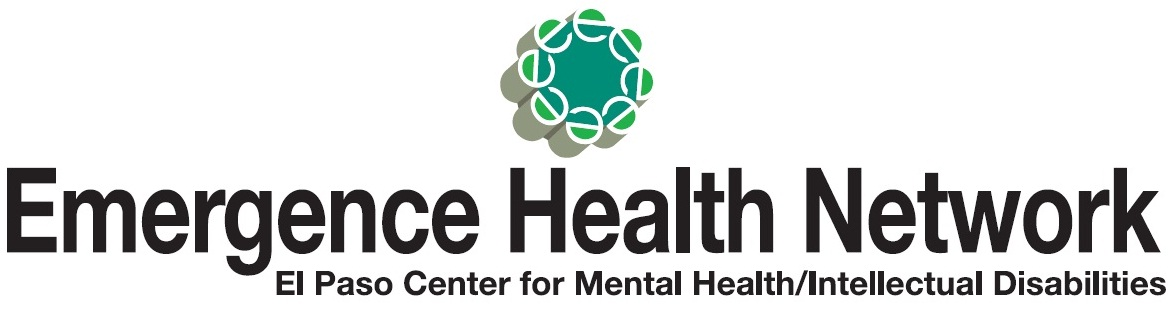 Emergence Health Network
El Paso Center for Mental Health/Intellectual Disabilities